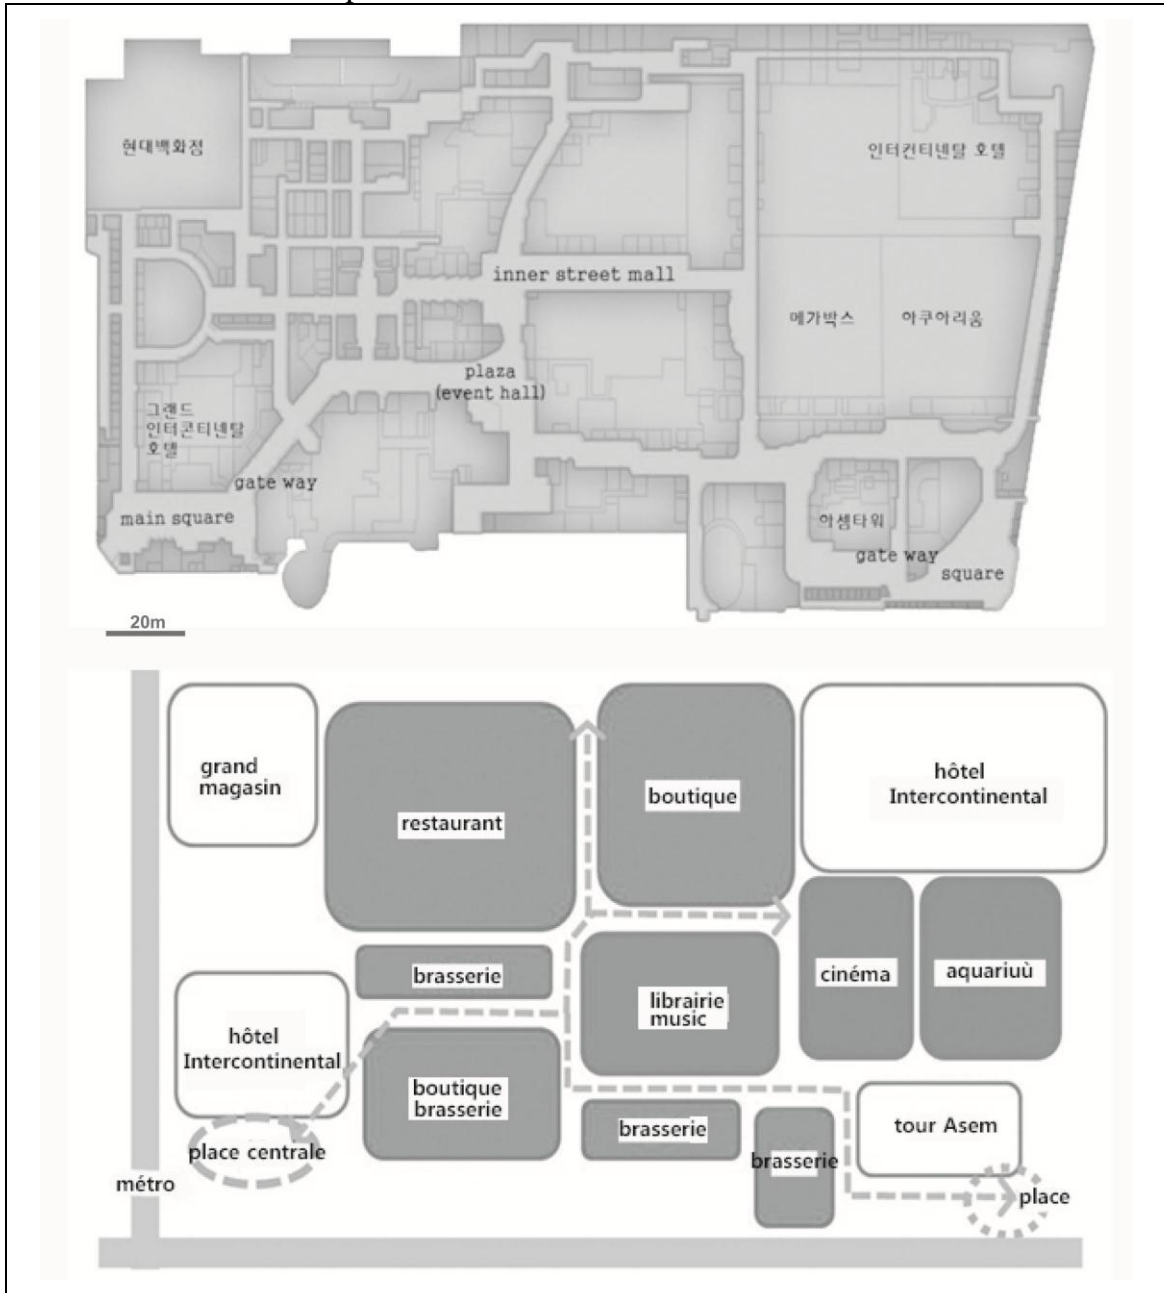 현대백화점
인터컨티넨탈 호텔
inner street mall
메가박스
아쿠아리움
plaza
(event hall)
그랜드
인터콘티넨탈
호텔
gate way
main square
아셈타워
gate way
square
20m
grand
magasin
restaurant
boutique
hôtel
Intercontinental
brasserie
librairie
music
cinéma
aquariuù
hôtel
Intercontinental
boutique
brasserie
brasserie
tour Asem
place centrale
brasserie
métro
place